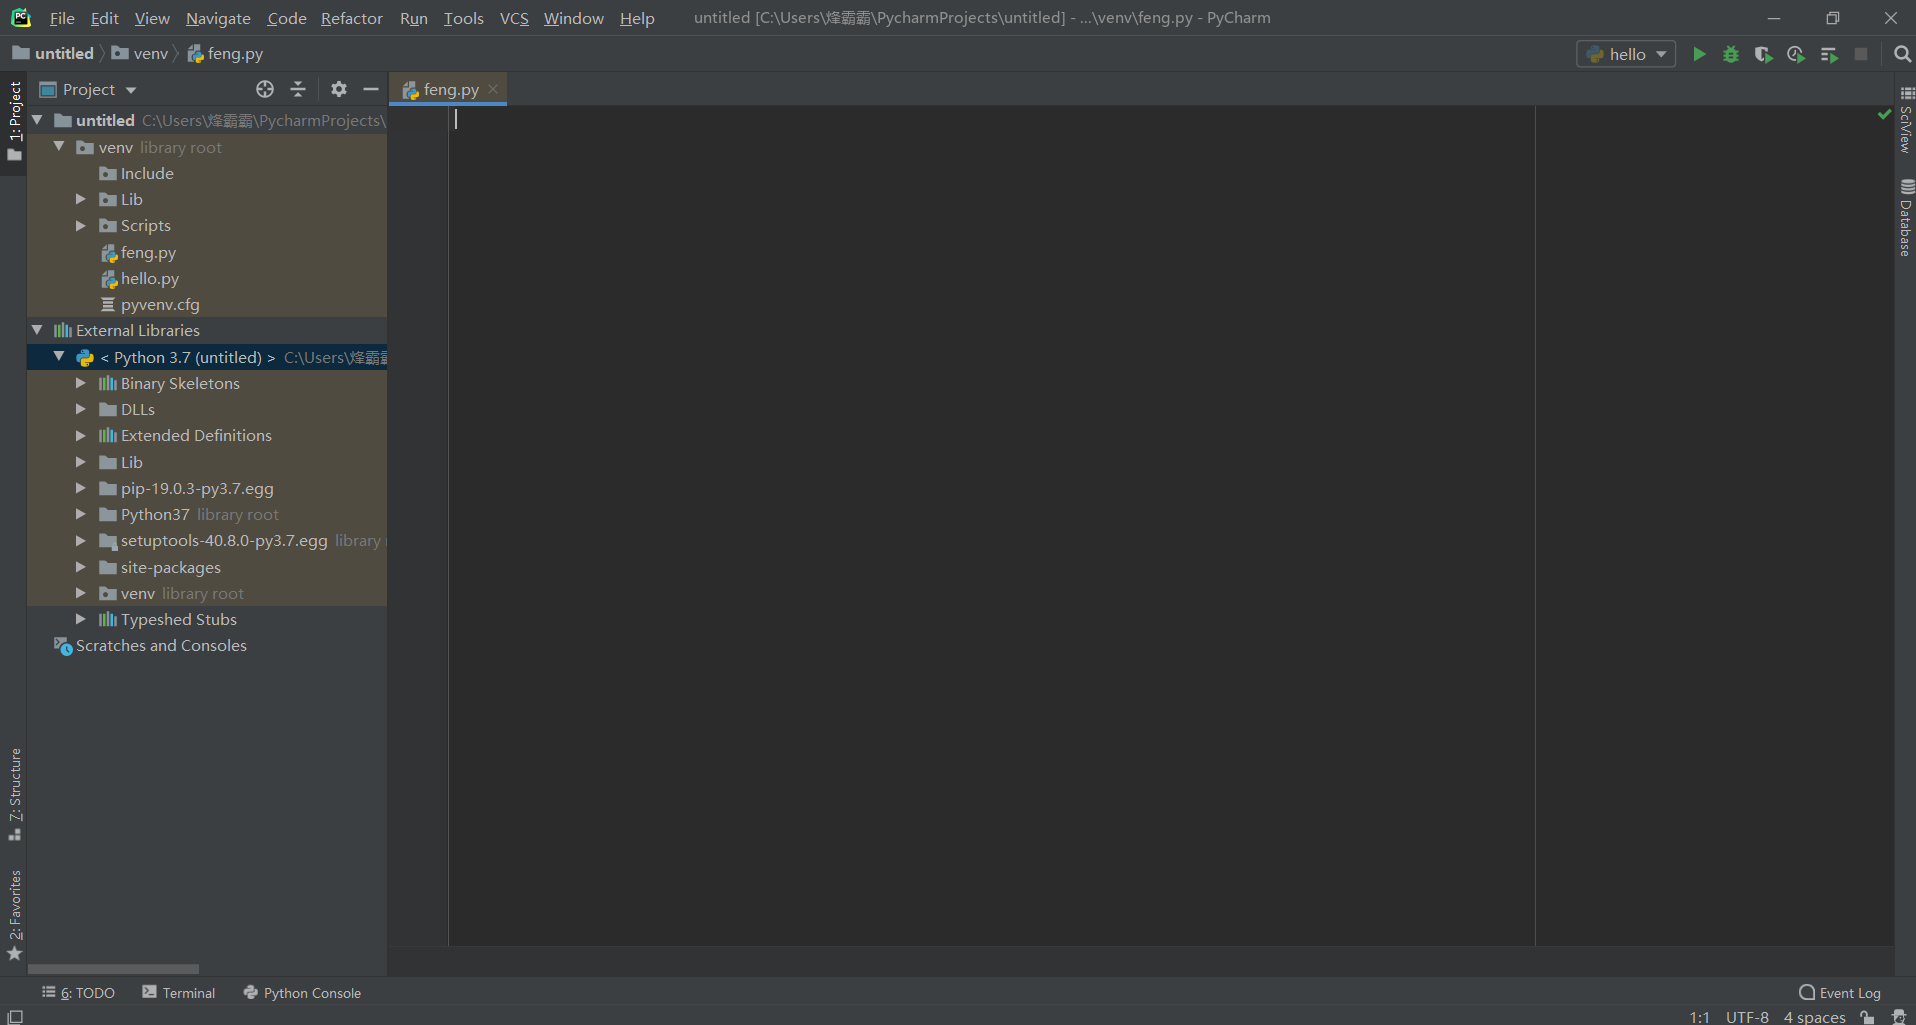 File Edit View Navigate Code Refactor Run Tools VCS Window Help untitled [C:\Users\烽霸霸\PycharmProjects\untitled] - ...\venv\feng.py - PyCharm
untitled venv feng.py hello
Project feng.py
1: Project
untitled C:\Users\烽霸霸\PycharmProjects\
venv library root
Include
Lib
Scripts
feng.py
hello.py
pyvenv.cfg
External Libraries
< Python 3.7 (untitled) > C:\Users\烽霸霸
Binary Skeletons
DLLs
Extended Definitions
Lib
pip-19.0.3-py3.7.egg
Python37 library root
setuptools-40.8.0-py3.7.egg library
site-packages
venv library root
Typeshed Stubs
Scratches and Consoles
7: Structure
2: Favorites
SciView
Database
6: TODO Terminal Python Console Event Log
1:1 UTF-8 4 spaces